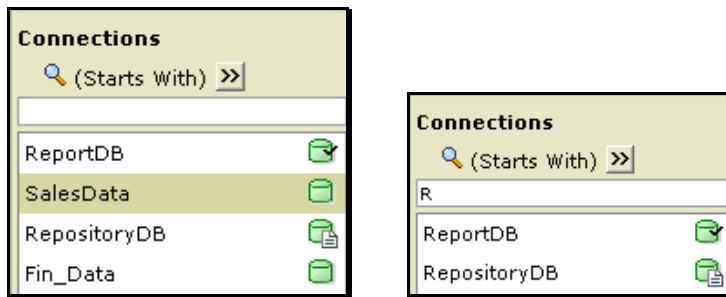 Connections
(Starts With) >>
ReportDB
SalesData
RepositoryDB
Fin_Data
Connections
(Starts With) >>
R
ReportDB
RepositoryDB